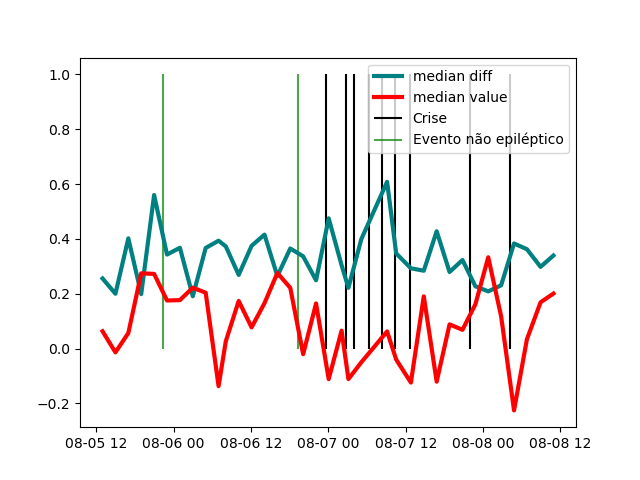 median diff
median value
Crise
Evento não epiléptico
1.0
0.8
0.6
0.4
0.2
0.0
−0.2
08-05 12 08-06 00 08-06 12 08-07 00 08-07 12 08-08 00 08-08 12